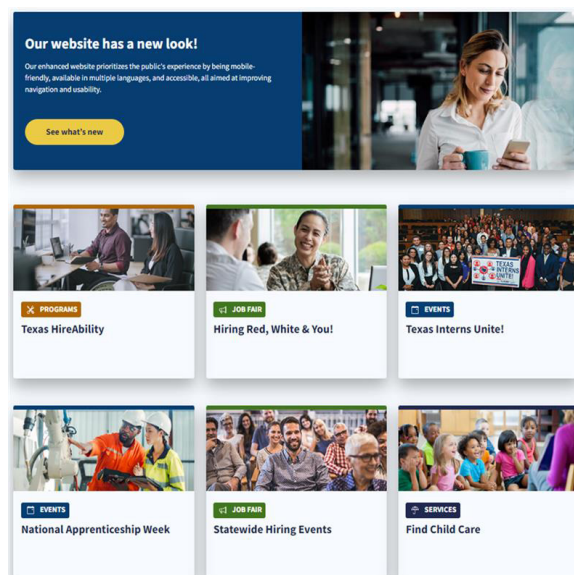 Our website has a new look!
Our enhanced website prioritizes the public's experience by being mobile-
friendly, available in multiple languages, and accessible, all aimed at improving
navigation and usability.
See what's new
TEXAS
INTERNS
UNITE!
PROGRAMS
JOB FAIR
EVENTS
Texas HireAbility
Hiring Red, White & You!
Texas Interns Unite!
EVENTS
JOB FAIR
SERVICES
National Apprenticeship Week
Statewide Hiring Events
Find Child Care